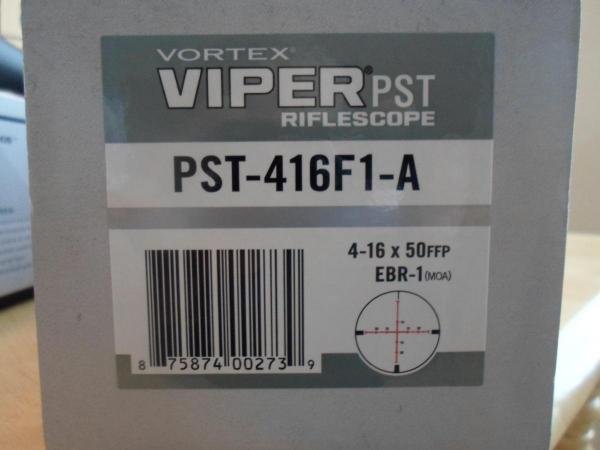 VORTEX®
VIPER® PST
RIFLESCOPE
PST-416F1-A
4-16 x 50FFP
EBR-1(MOA)
8 75874 00273 9